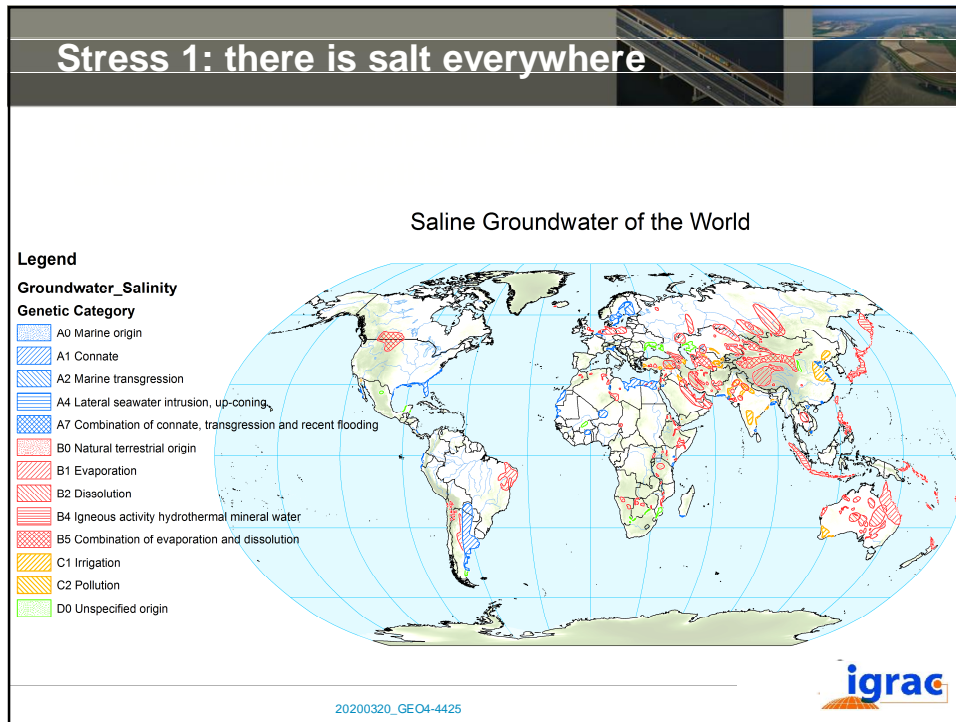 Stress 1: there is salt everywhere
Saline Groundwater of the World
Legend
Groundwater_Salinity
Genetic Category
A0 Marine origin
A1 Connate
A2 Marine transgression
A4 Lateral seawater intrusion, up-coning
A7 Combination of connate, transgression and recent flooding
B0 Natural terrestrial origin
B1 Evaporation
B2 Dissolution
B4 Igneous activity hydrothermal mineral water
B5 Combination of evaporation and dissolution
C1 Irrigation
C2 Pollution
D0 Unspecified origin
igrac
20200320_GEO4-4425